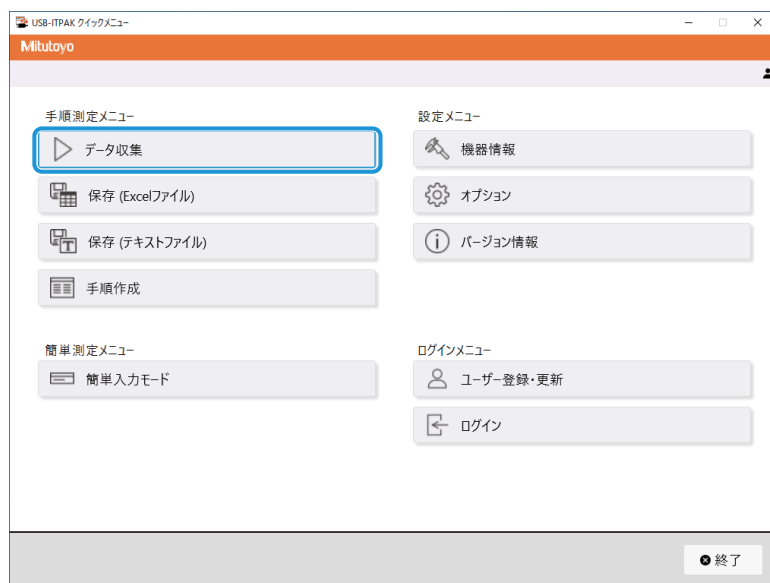 USB-ITPAK クイックメニュー
Mitutoyo
手順測定メニュー
データ収集
保存 (Excelファイル)
保存 (テキストファイル)
手順作成
簡単測定メニュー
簡単入力モード
設定メニュー
機器情報
オプション
バージョン情報
ログインメニュー
ユーザー登録・更新
ログイン
終了